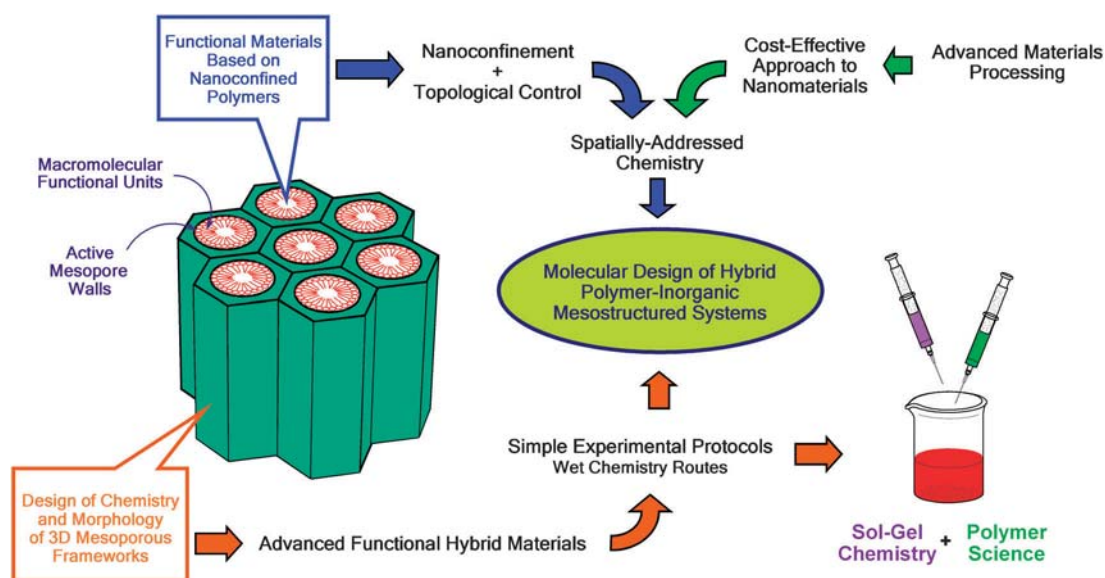 Functional Materials
Based on
Nanoconfined
Polymers
Nanoconfinement
+
Topological Control
Cost-Effective
Approach to
Nanomaterials
Advanced Materials
Processing
Spatially-Addressed
Chemistry
Macromolecular
Functional Units
Active
Mesopore
Walls
Molecular Design of Hybrid
Polymer-Inorganic
Mesostructured Systems
Simple Experimental Protocols
Wet Chemistry Routes
Design of Chemistry
and Morphology
of 3D Mesoporous
Frameworks
Advanced Functional Hybrid Materials
Sol-Gel + Polymer
Chemistry Science